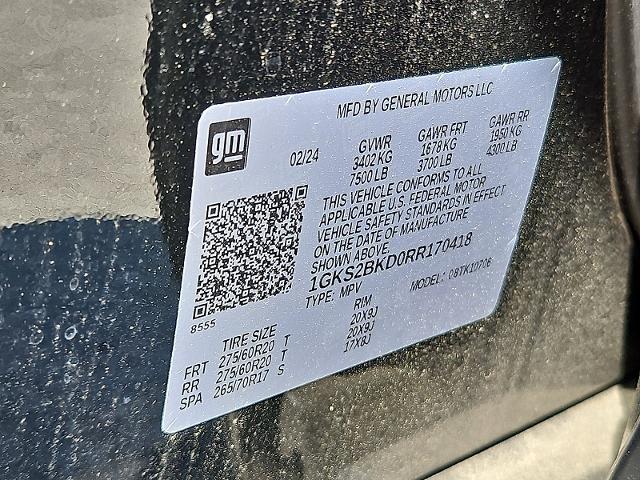 MFD BY GENERAL MOTORS LLC
gm
02/24
GVWR GAWR FRT GAWR RR
3402 KG 1678 KG 1950 KG
7500 LB 3700 LB 4300 LB
THIS VEHICLE CONFORMS TO ALL
APPLICABLE U.S. FEDERAL MOTOR
VEHICLE SAFETY STANDARDS IN EFFECT
ON THE DATE OF MANUFACTURE
SHOWN ABOVE.
1GKS2BKD0RR170418
TYPE: MPV MODEL: 08TK10706
8555
TIRE SIZE RIM
FRT 275/60R20 T 20X9J
RR 275/60R20 T 20X9J
SPA 265/70R17 S 17X8J